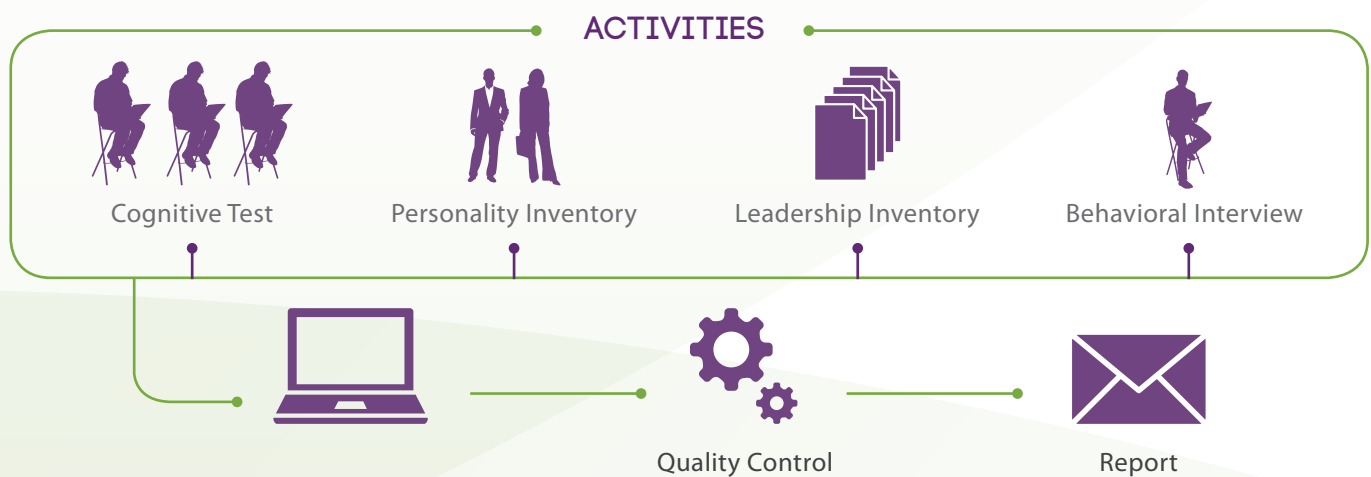 ACTIVITIES
Cognitive Test
Personality Inventory
Leadership Inventory
Behavioral Interview
Quality Control
Report